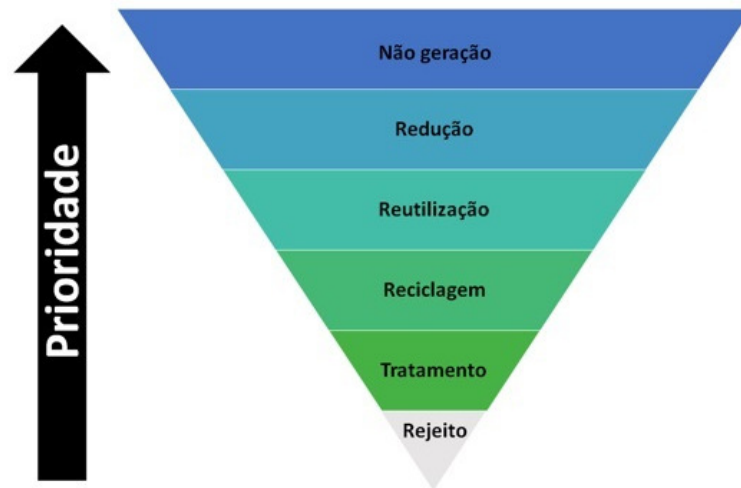 Prioridade
Não geração
Redução
Reutilização
Reciclagem
Tratamento
Rejeito